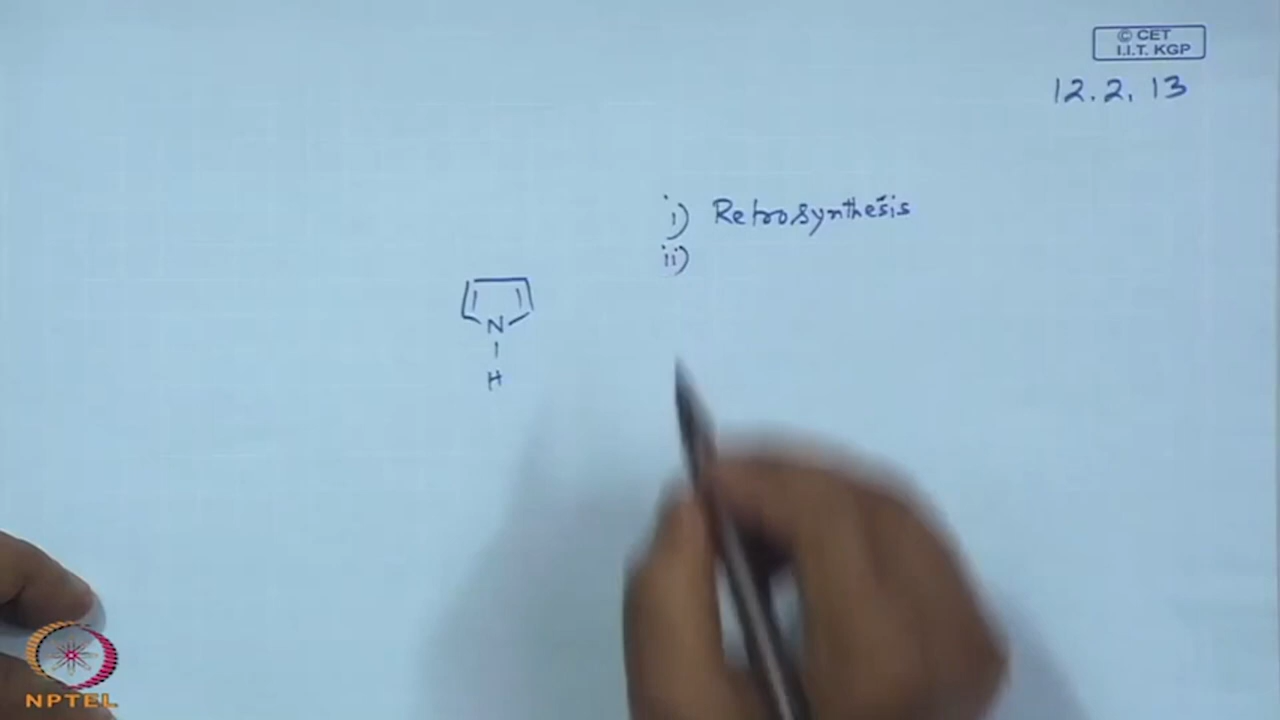 © CET
I.I.T. KGP
12.2.13
i) Retrosynthesis
ii)
N
H
NPTEL